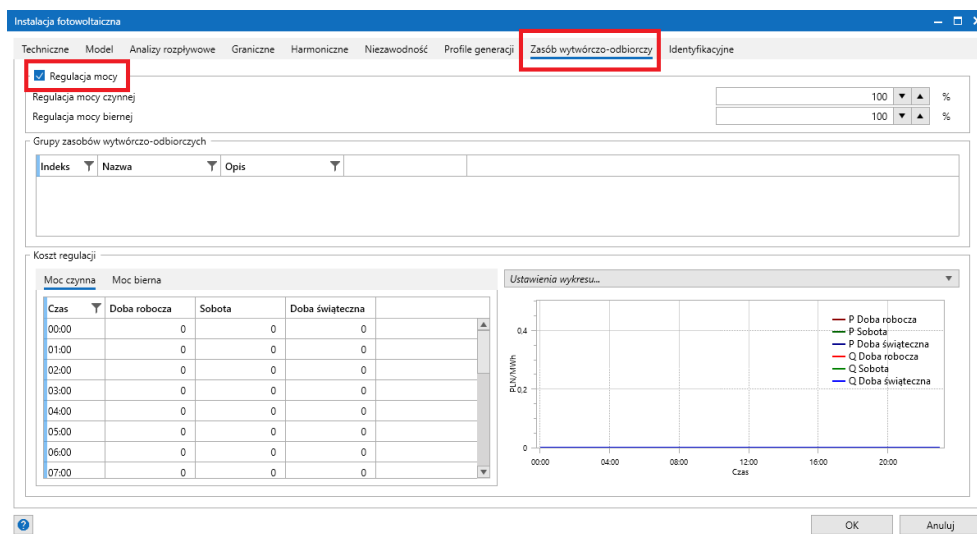 Instalacja fotowoltaiczna
Techniczne Model Analizy rozpływowe Graniczne Harmoniczne Niezawodność Profile generacji Zasób wytwórczo-odbiorczy Identyfikacyjne
Regulacja mocy
Regulacja mocy czynnej 100 %
Regulacja mocy biernej 100 %
Grupy zasobów wytwórczo-odbiorczych
Indeks Nazwa Opis
Koszt regulacji
Moc czynna Moc bierna
Czas Doba robocza Sobota Doba świąteczna
00:00 0 0 0
01:00 0 0 0
02:00 0 0 0
03:00 0 0 0
04:00 0 0 0
05:00 0 0 0
06:00 0 0 0
07:00 0 0 0
Ustawienia wykresu...
P Doba robocza
P Sobota
P Doba świąteczna
Q Doba robocza
Q Sobota
Q Doba świąteczna
PLN/MWh
0,4
0,2
0
00:00 04:00 08:00 12:00 16:00 20:00
Czas
? OK Anuluj